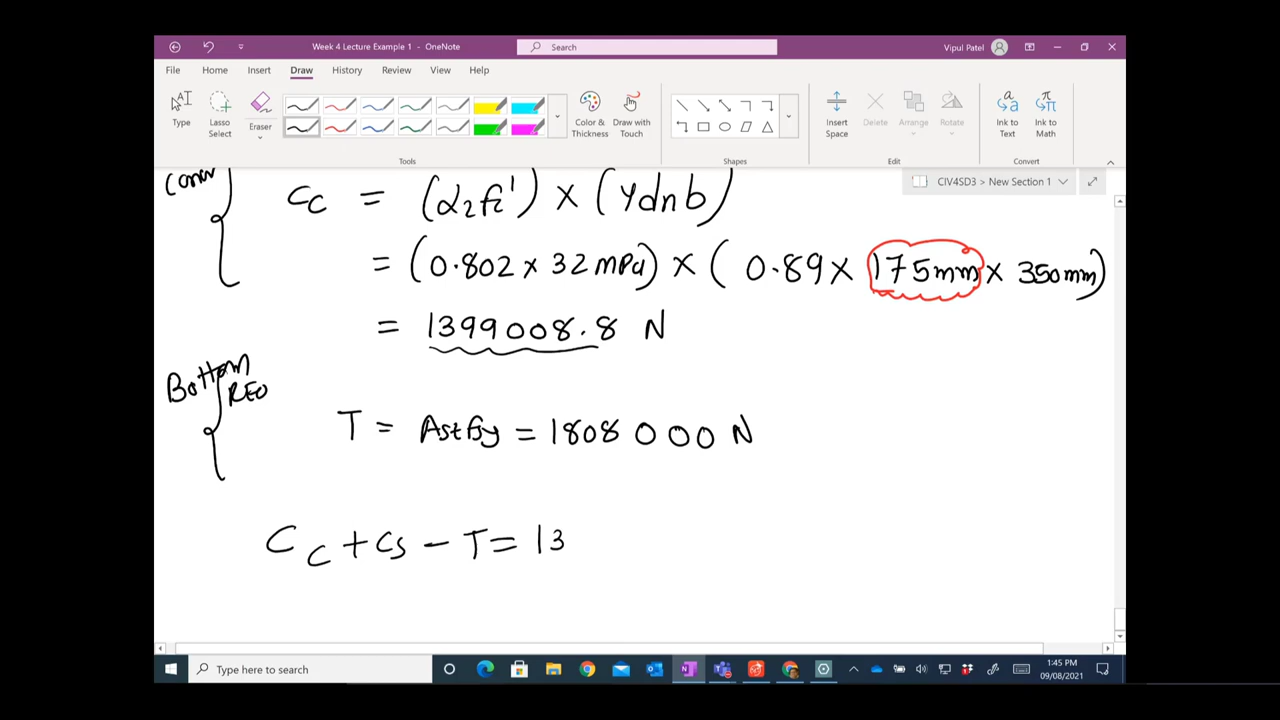 Week 4 Lecture Example 1 - OneNote
Search
Vipul Patel
File Home Insert Draw History Review View Help
Type
Lasso Select
Eraser
Color & Thickness
Draw with Touch
Insert Space
Delete
Arrange
Rotate
Ink to Text
Ink to Math
Tools
Shapes
Edit
Convert
CIV4SD3 > New Section 1
Cc = (α2fc') × (γdnb)
= (0.802 × 32 mpa) × (0.89 × 175mm × 350mm)
= 1399008.8 N
Bottom
REO
T = Astfsy = 1808000 N
Cc + Cs - T = 13
Type here to search
1:45 PM
09/08/2021